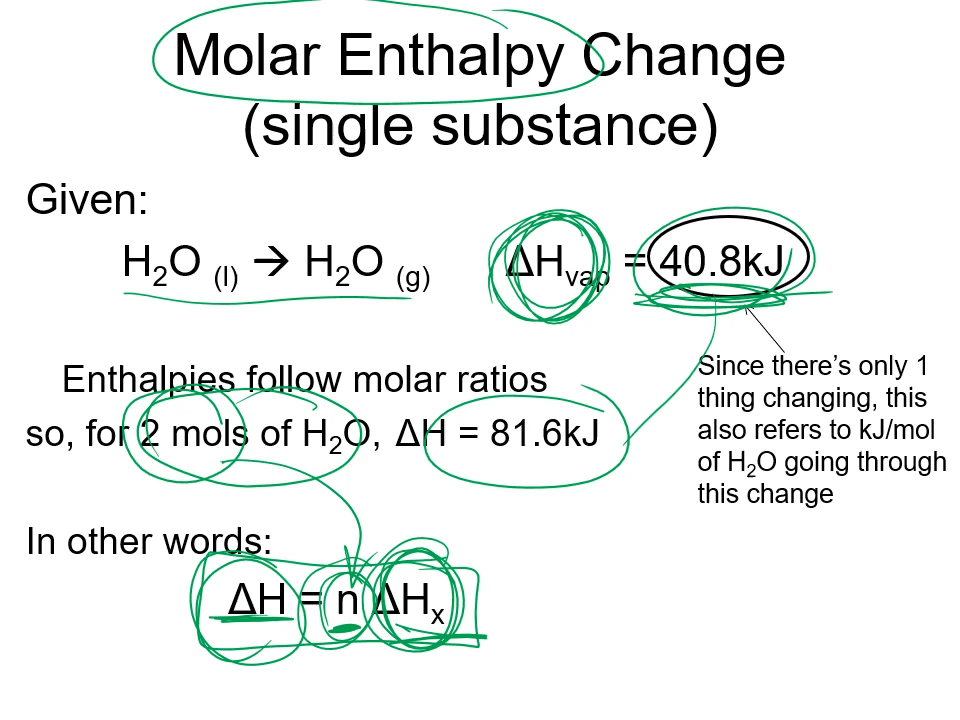 Molar Enthalpy Change
(single substance)
Given:
H₂O (l) → H₂O (g) ΔHvap = 40.8kJ
Since there’s only 1
thing changing, this
also refers to kJ/mol
of H₂O going through
this change
Enthalpies follow molar ratios
so, for 2 mols of H₂O, ΔH = 81.6kJ
In other words:
ΔH = n ΔHₓ